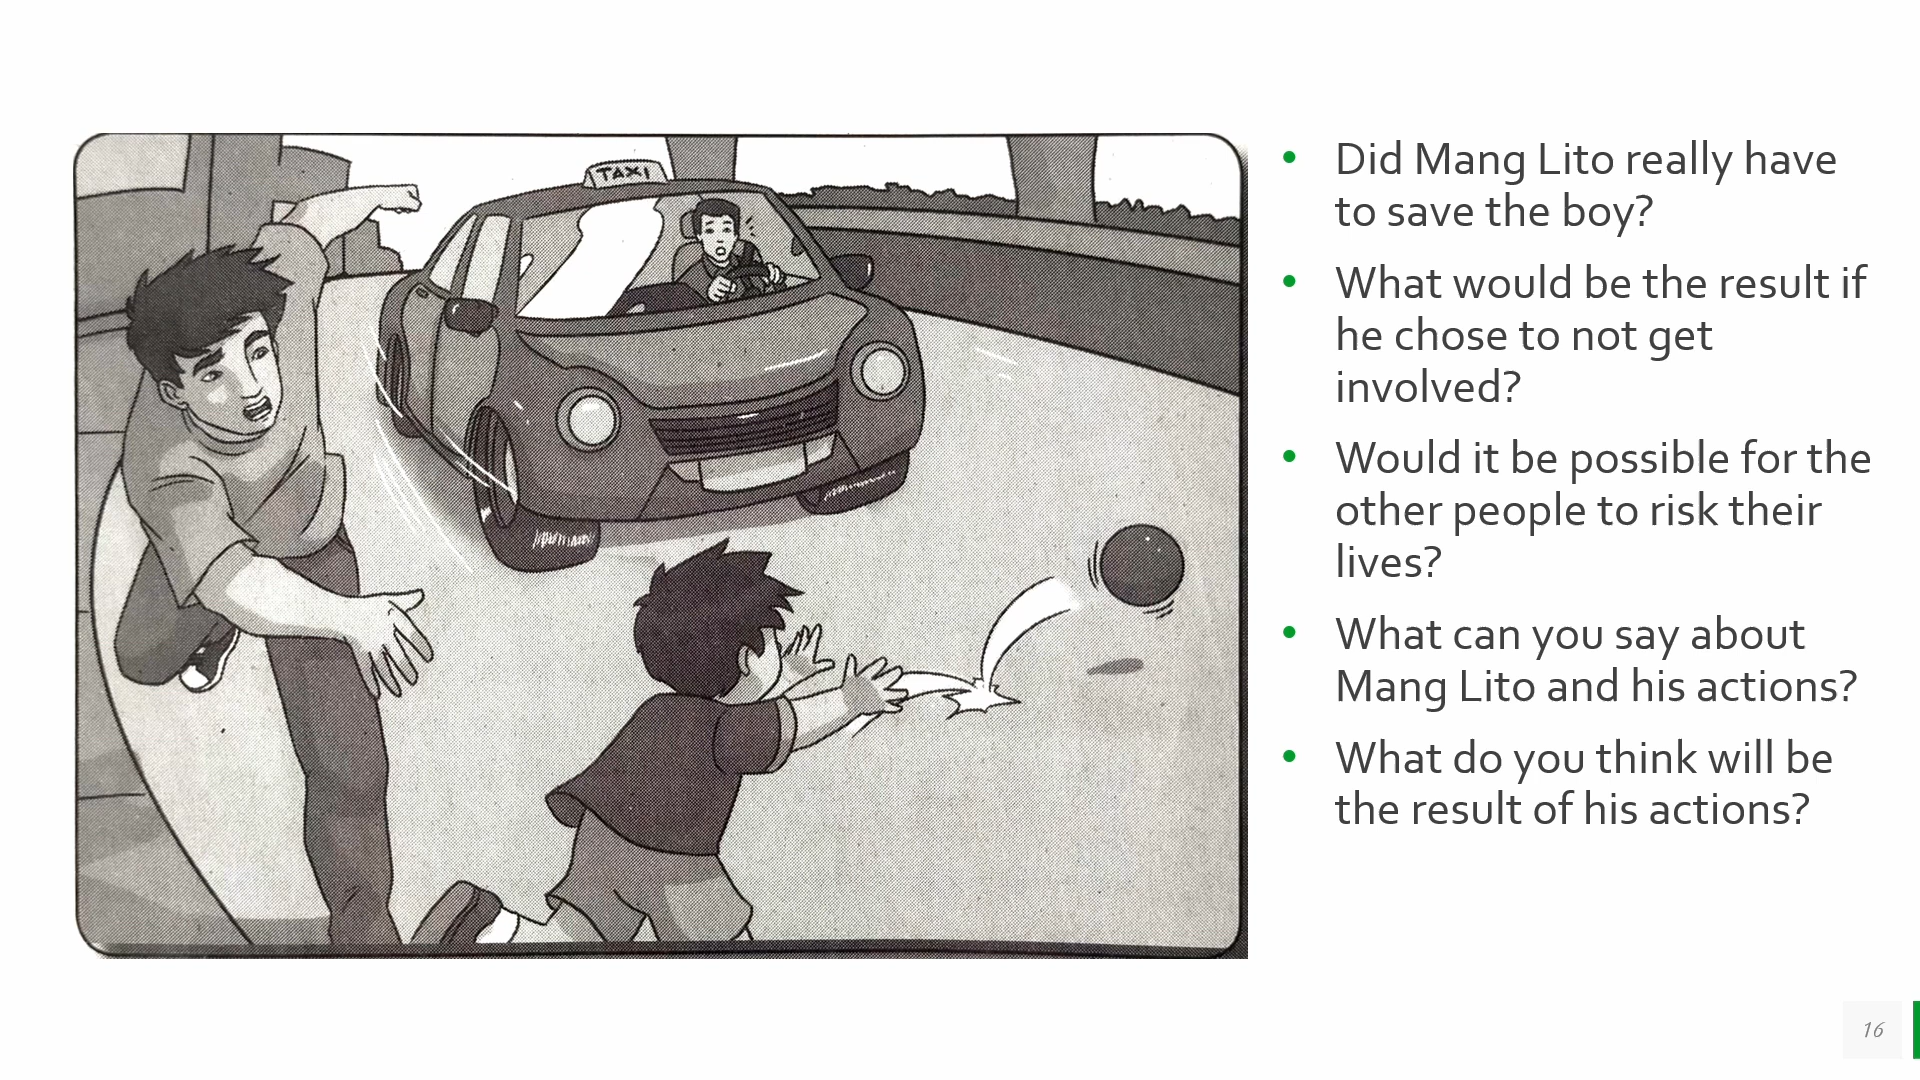 TAXI
• Did Mang Lito really have
to save the boy?
• What would be the result if
he chose to not get
involved?
• Would it be possible for the
other people to risk their
lives?
• What can you say about
Mang Lito and his actions?
• What do you think will be
the result of his actions?
16